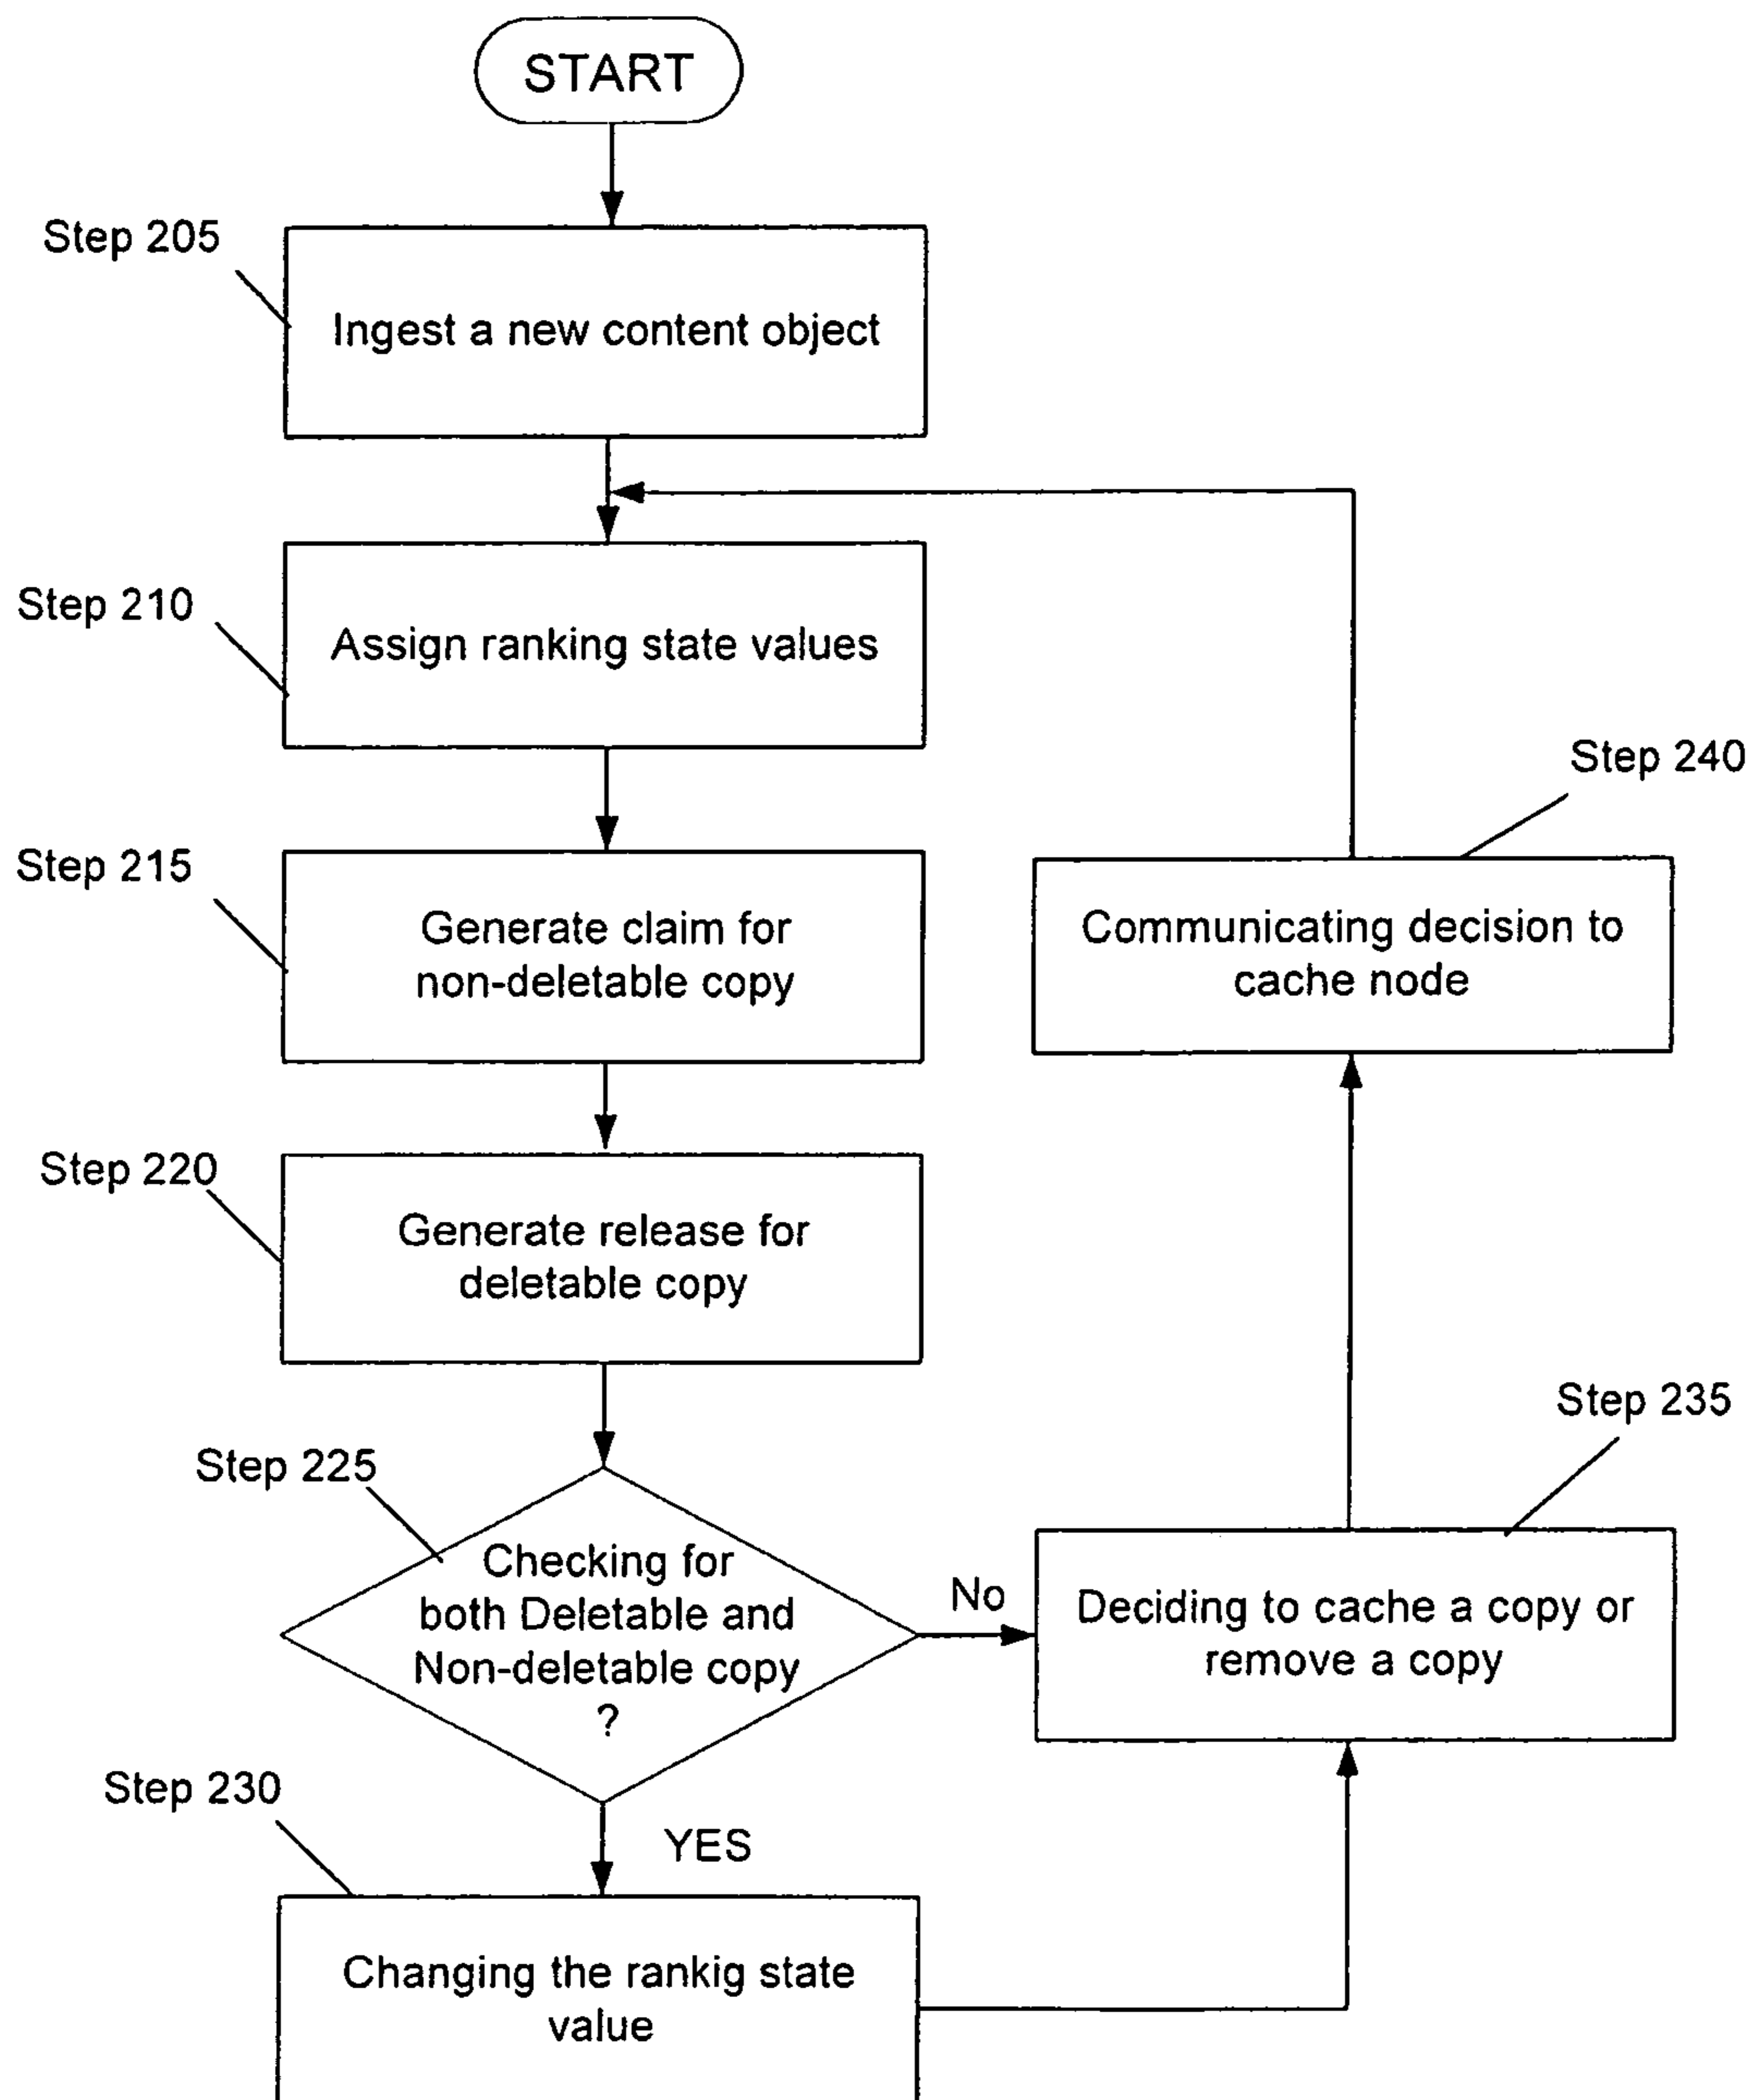 START
Step 205
Ingest a new content object
Step 210
Assign ranking state values
Step 240
Step 215
Generate claim for
non-deletable copy
Communicating decision to
cache node
Step 220
Generate release for
deletable copy
Step 235
Step 225
Checking for
both Deletable and
Non-deletable copy
?
No
Deciding to cache a copy or
remove a copy
Step 230
YES
Changing the rankig state
value